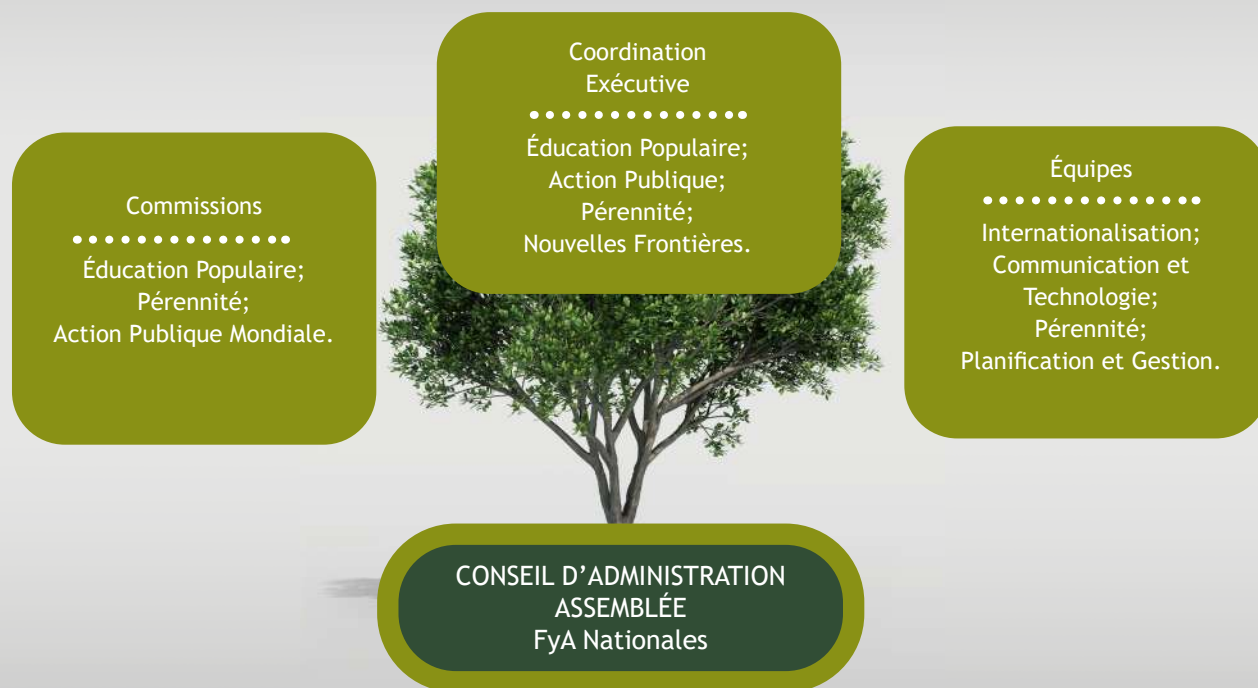 Coordination
Exécutive
Éducation Populaire;
Action Publique;
Pérennité;
Nouvelles Frontières.
Commissions
Éducation Populaire;
Pérennité;
Action Publique Mondiale.
Équipes
Internationalisation;
Communication et
Technologie;
Pérennité;
Planification et Gestion.
CONSEIL D’ADMINISTRATION
ASSEMBLÉE
FyA Nationales